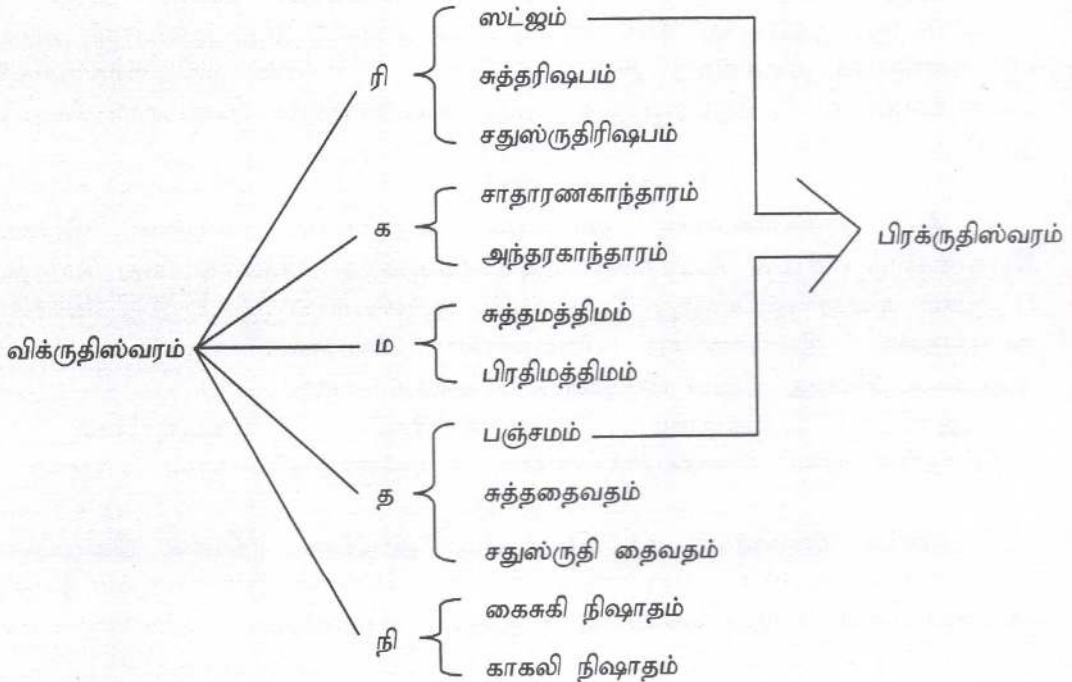 ஸட்ஜம்
ரி
சுத்தரிஷபம்
சதுஸ்ருதிரிஷபம்
சாதாரணகாந்தாரம்
க
அந்தரகாந்தாரம்
பிரக்ருதிஸ்வரம்
சுத்தமத்திமம்
விக்ருதிஸ்வரம்
ம
பிரதிமத்திமம்
பஞ்சமம்
த
சுத்ததைவதம்
சதுஸ்ருதி தைவதம்
கைசுகி நிஷாதம்
நி
காகலி நிஷாதம்